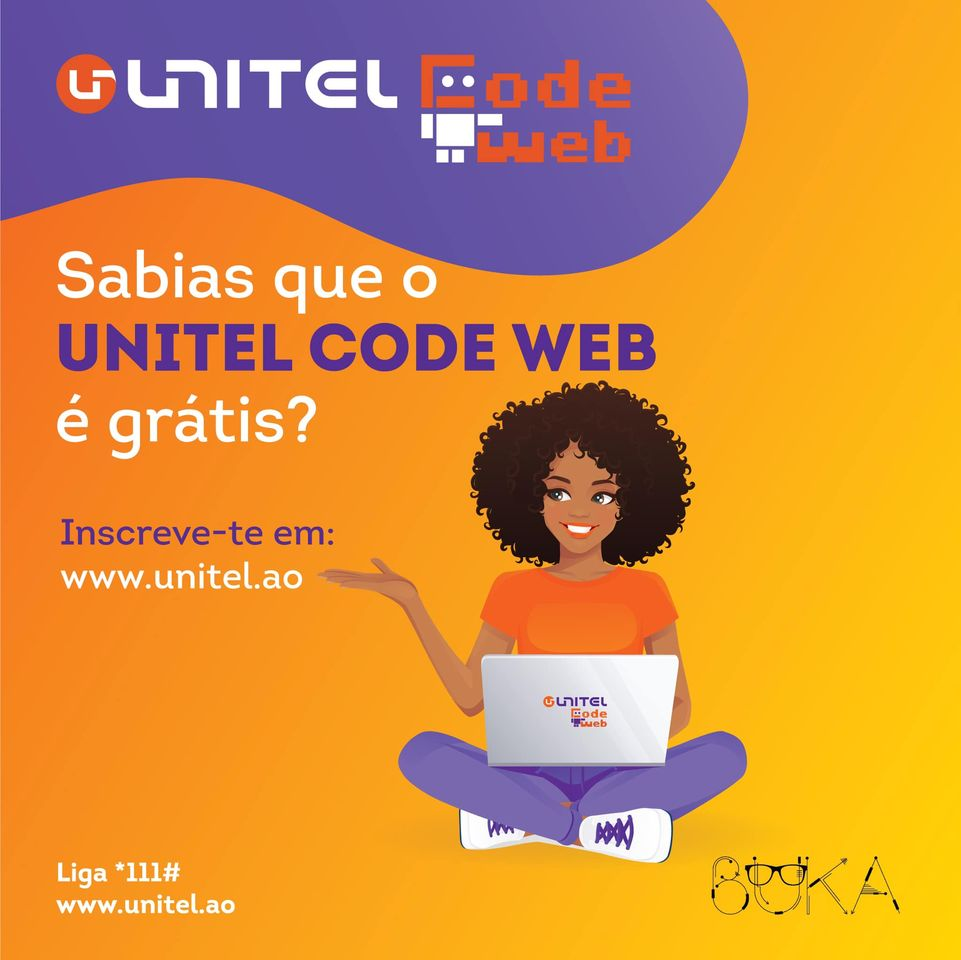 UNITEL Code
web
Sabias que o
UNITEL CODE WEB
é grátis?
Inscreve-te em:
www.unitel.ao
UNITEL
Code
web
Liga *111#
www.unitel.ao
BUKA